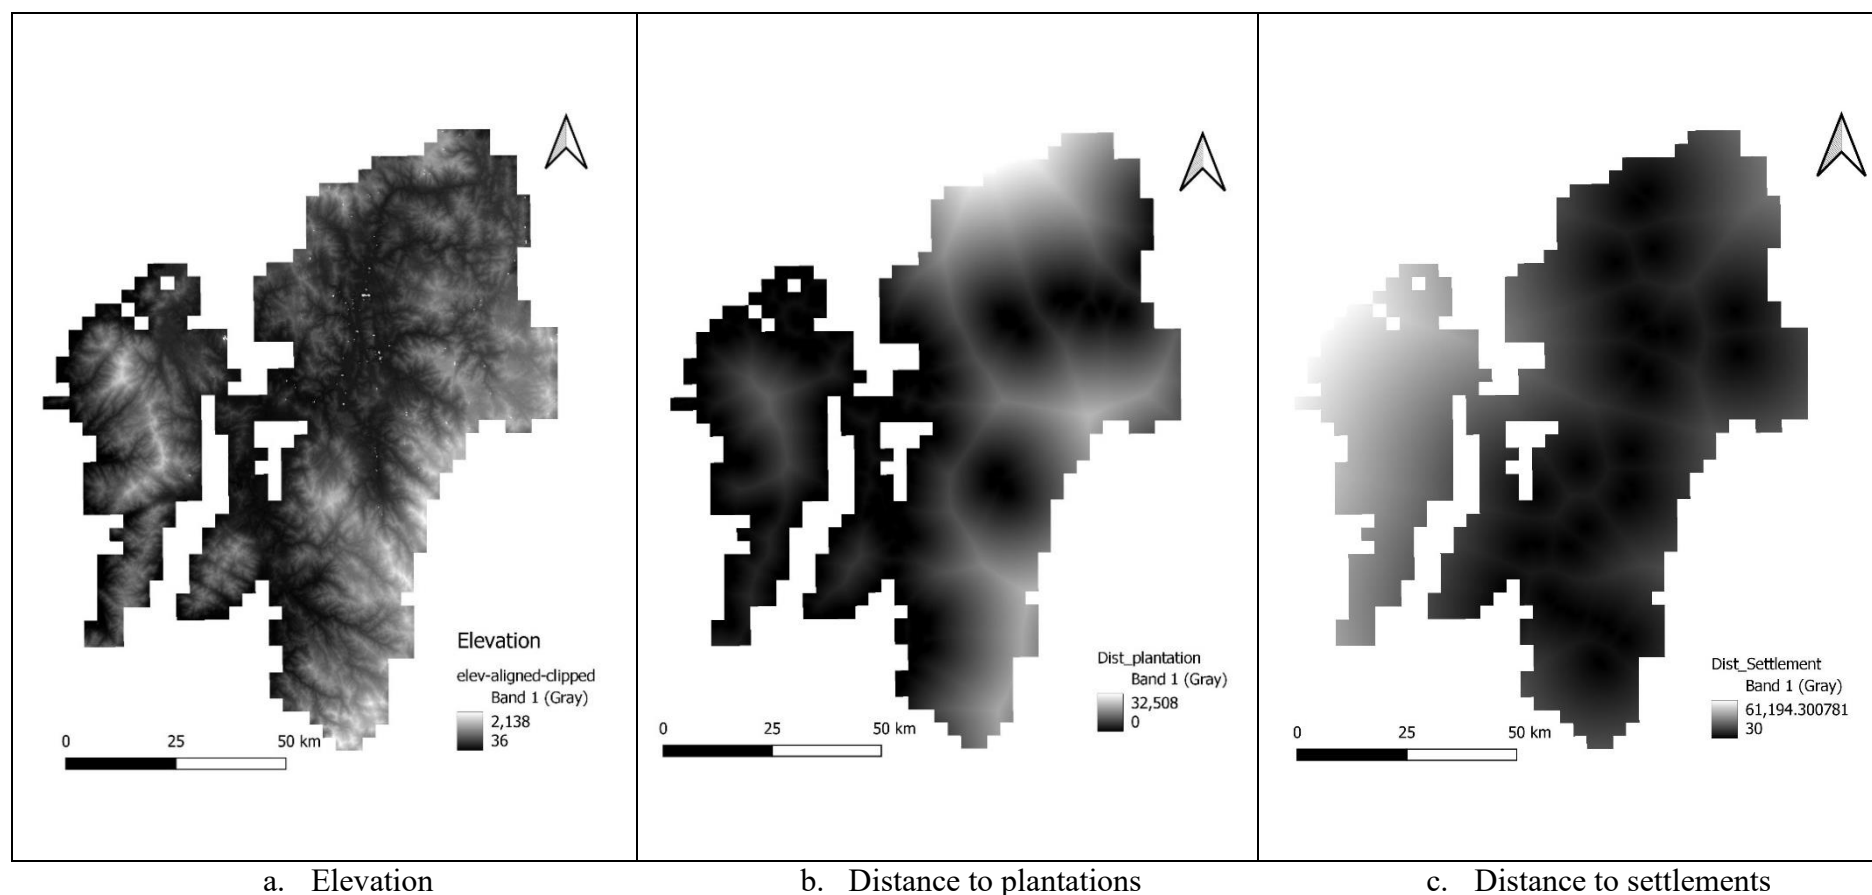 Elevation
elev-aligned-clipped
Band 1 (Gray)
2,138
36
0 25 50 km
Dist_plantation
Band 1 (Gray)
32,508
0
0 25 50 km
Dist_Settlement
Band 1 (Gray)
61,194.300781
30
0 25 50 km
a. Elevation
b. Distance to plantations
c. Distance to settlements